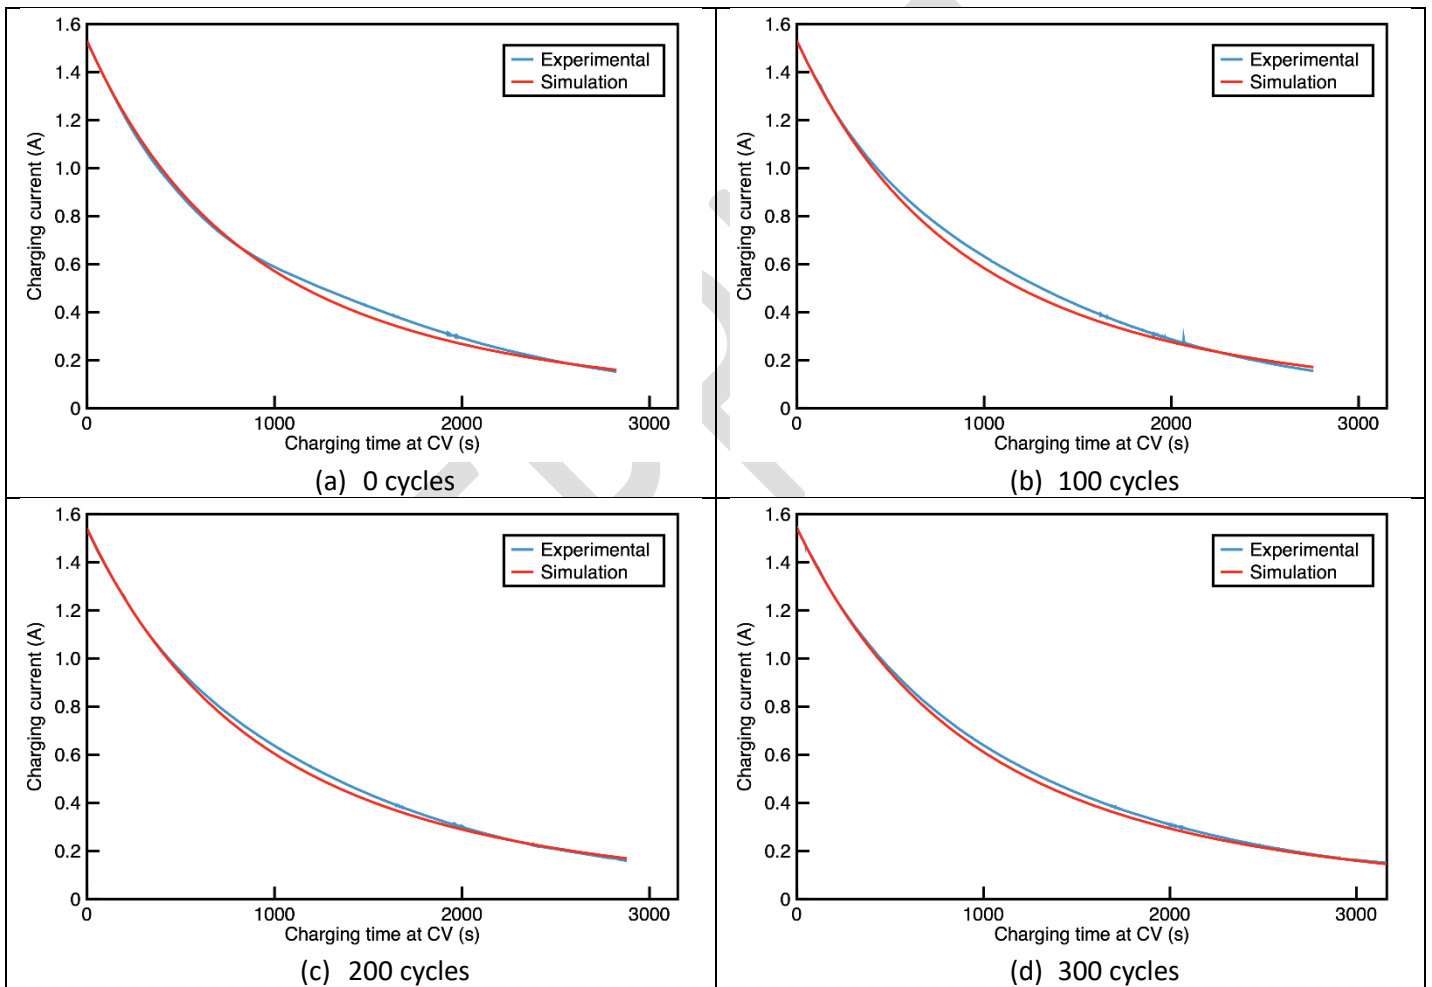 1.6
1.4
1.2
1.0
0.8
0.6
0.4
0.2
0
Charging current (A)
Experimental
Simulation
0 1000 2000 3000
Charging time at CV (s)
(a) 0 cycles
1.6
1.4
1.2
1.0
0.8
0.6
0.4
0.2
0
Charging current (A)
Experimental
Simulation
0 1000 2000 3000
Charging time at CV (s)
(b) 100 cycles
1.6
1.4
1.2
1.0
0.8
0.6
0.4
0.2
0
Charging current (A)
Experimental
Simulation
0 1000 2000 3000
Charging time at CV (s)
(c) 200 cycles
1.6
1.4
1.2
1.0
0.8
0.6
0.4
0.2
0
Charging current (A)
Experimental
Simulation
0 1000 2000 3000
Charging time at CV (s)
(d) 300 cycles